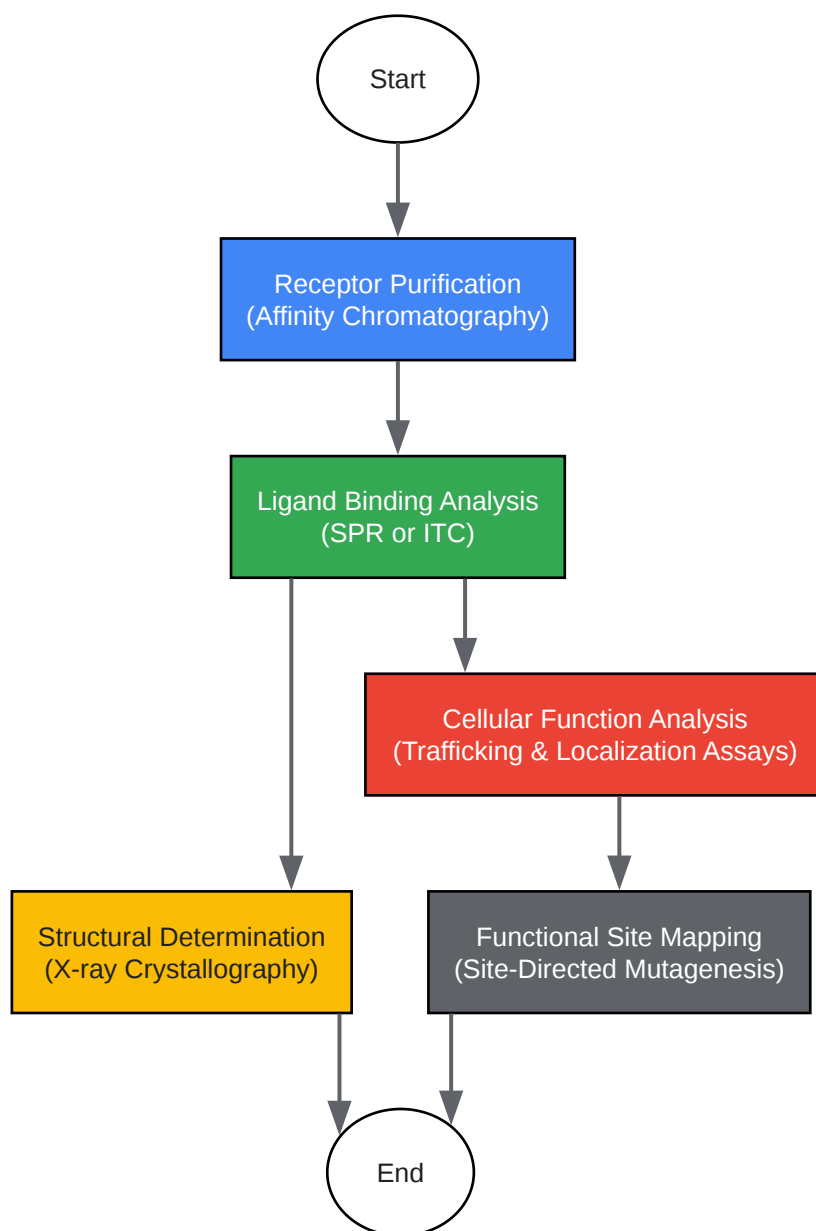 Start
Receptor Purification
(Affinity Chromatography)
Ligand Binding Analysis
(SPR or ITC)
Cellular Function Analysis
(Trafficking & Localization Assays)
Structural Determination
(X-ray Crystallography)
Functional Site Mapping
(Site-Directed Mutagenesis)
End